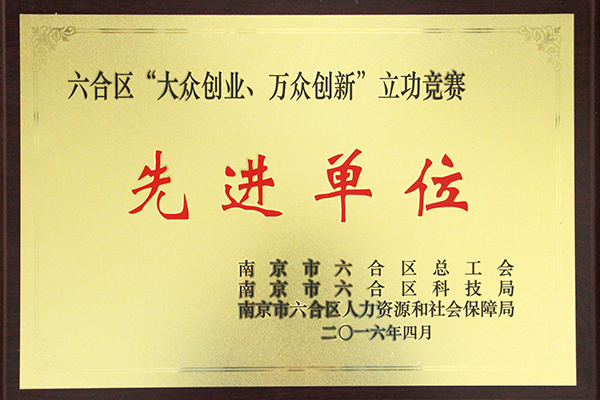 六合区“大众创业、万众创新”立功竞赛
先进单位
南京市六合区总工会
南京市六合区科技局
南京市六合区人力资源和社会保障局
二〇一六年四月